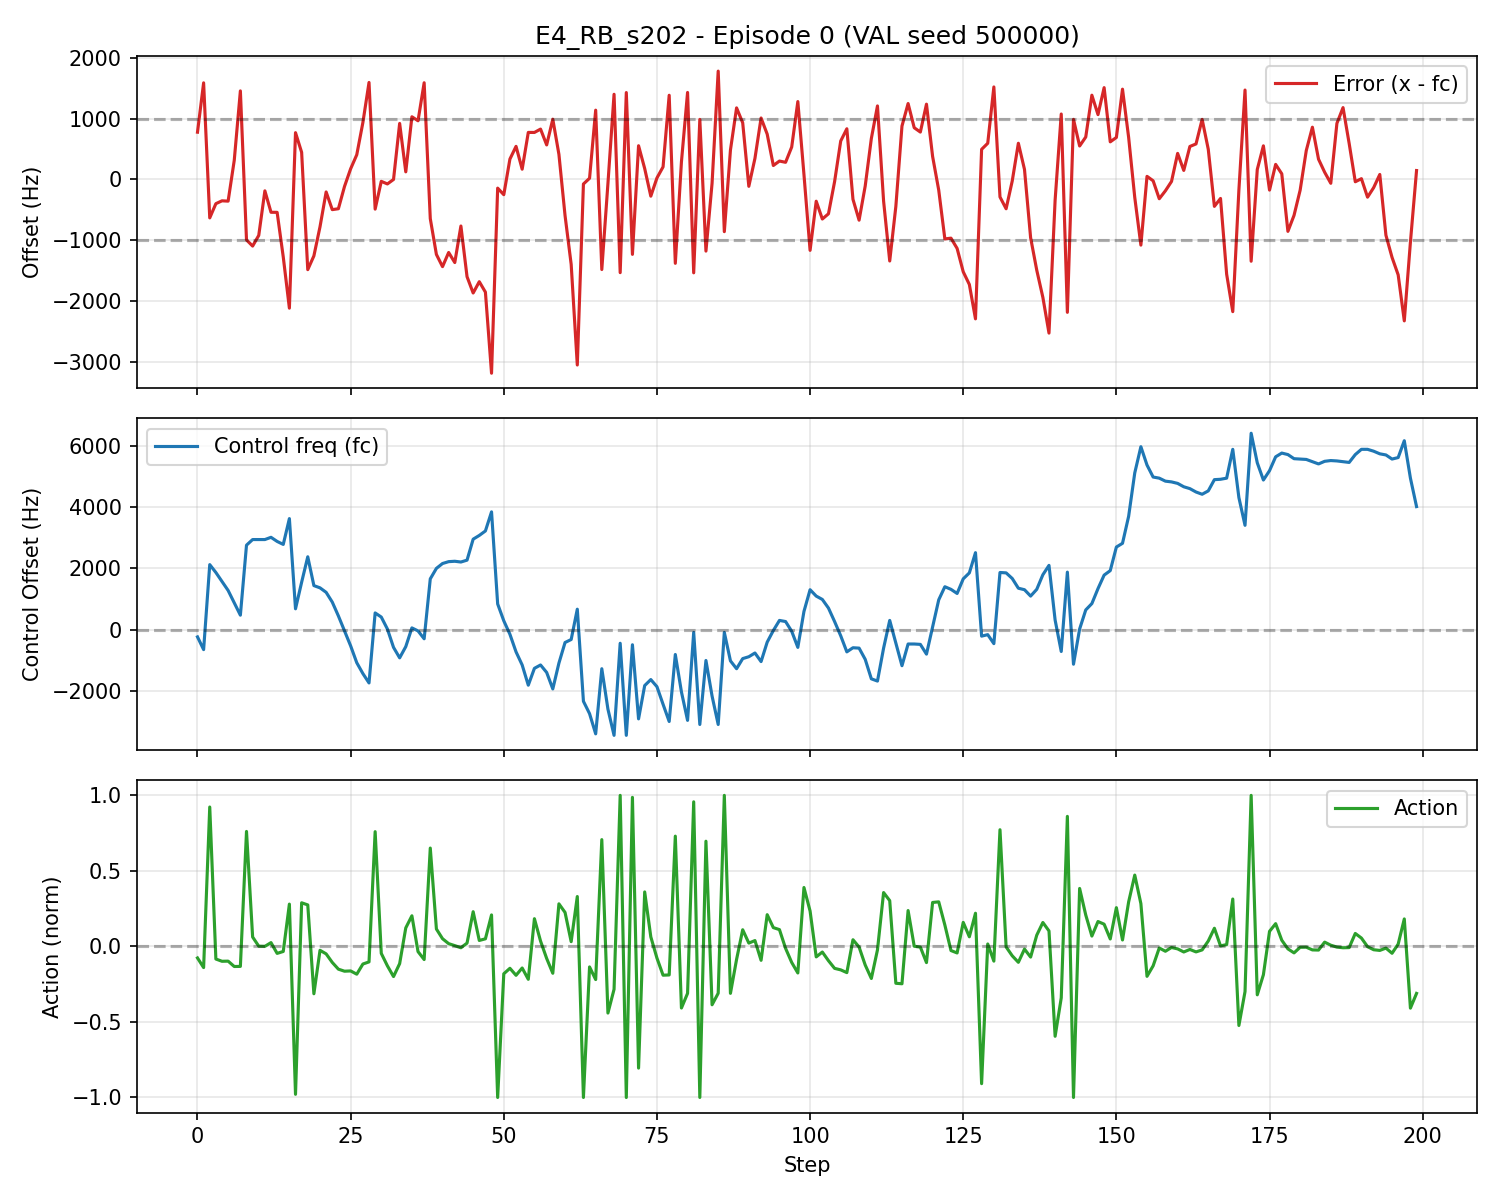 E4_RB_s202 - Episode 0 (VAL seed 500000)
2000
1000
0
−1000
−2000
−3000
Offset (Hz)
Error (x - fc)
6000
4000
2000
0
−2000
Control Offset (Hz)
Control freq (fc)
1.0
0.5
0.0
−0.5
−1.0
Action (norm)
Action
0 25 50 75 100 125 150 175 200
Step